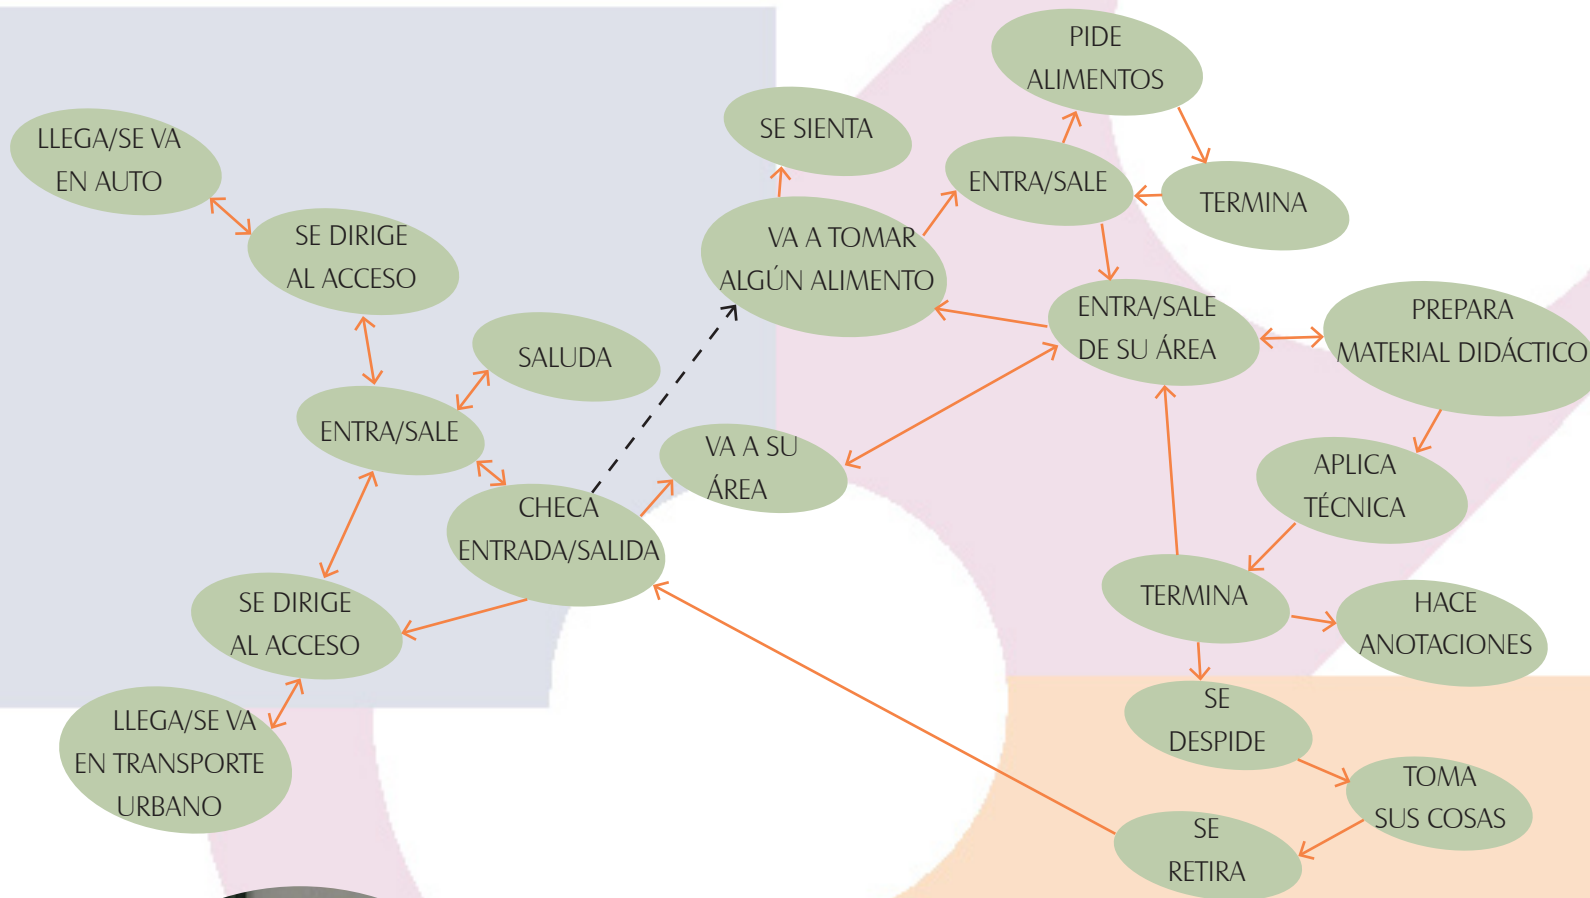 PIDE
ALIMENTOS
SE SIENTA
LLEGA/SE VA
EN AUTO
ENTRA/SALE
TERMINA
SE DIRIGE
AL ACCESO
VA A TOMAR
ALGÚN ALIMENTO
ENTRA/SALE
DE SU ÁREA
PREPARA
MATERIAL DIDÁCTICO
SALUDA
ENTRA/SALE
VA A SU
ÁREA
APLICA
TÉCNICA
CHECA
ENTRADA/SALIDA
TERMINA
HACE
ANOTACIONES
SE DIRIGE
AL ACCESO
SE
DESPIDE
LLEGA/SE VA
EN TRANSPORTE
URBANO
TOMA
SUS COSAS
SE
RETIRA